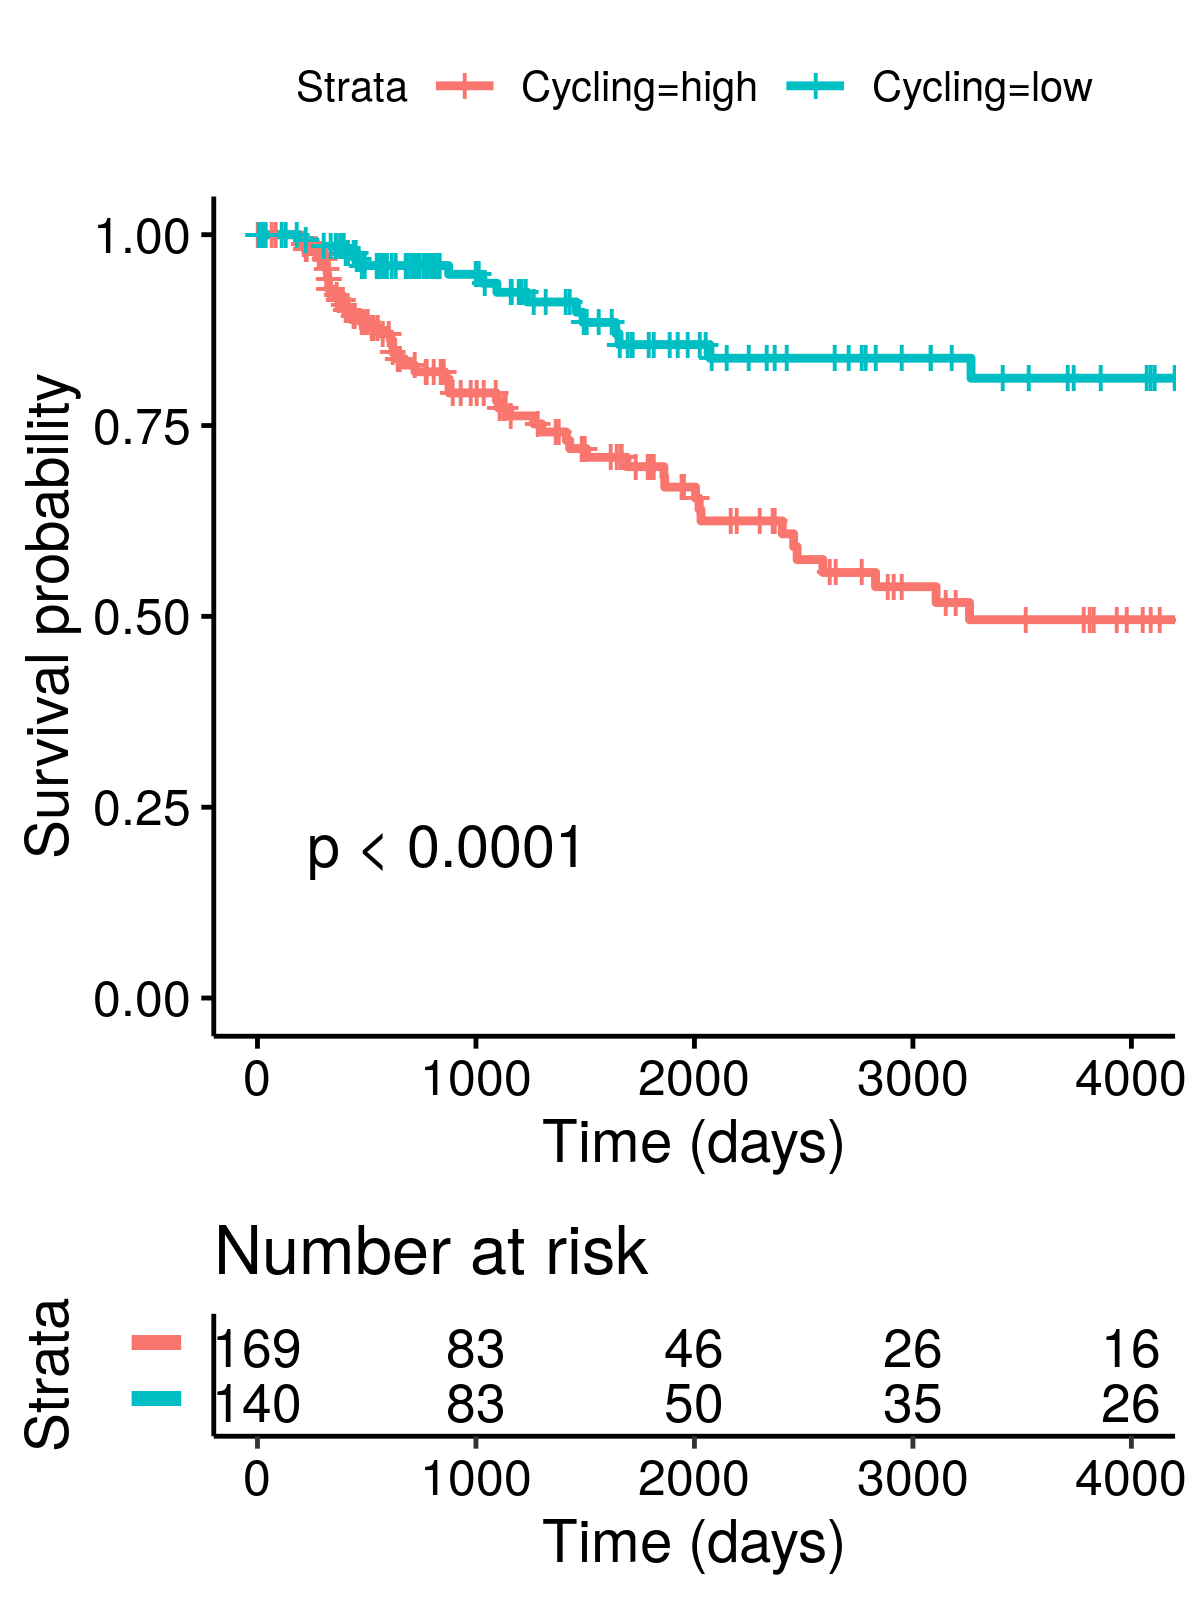 Strata Cycling=high Cycling=low
Survival probability
1.00
0.75
0.50
0.25
0.00
p < 0.0001
0 1000 2000 3000 4000
Time (days)
Number at risk
Strata
169 83 46 26 16
140 83 50 35 26
0 1000 2000 3000 4000
Time (days)